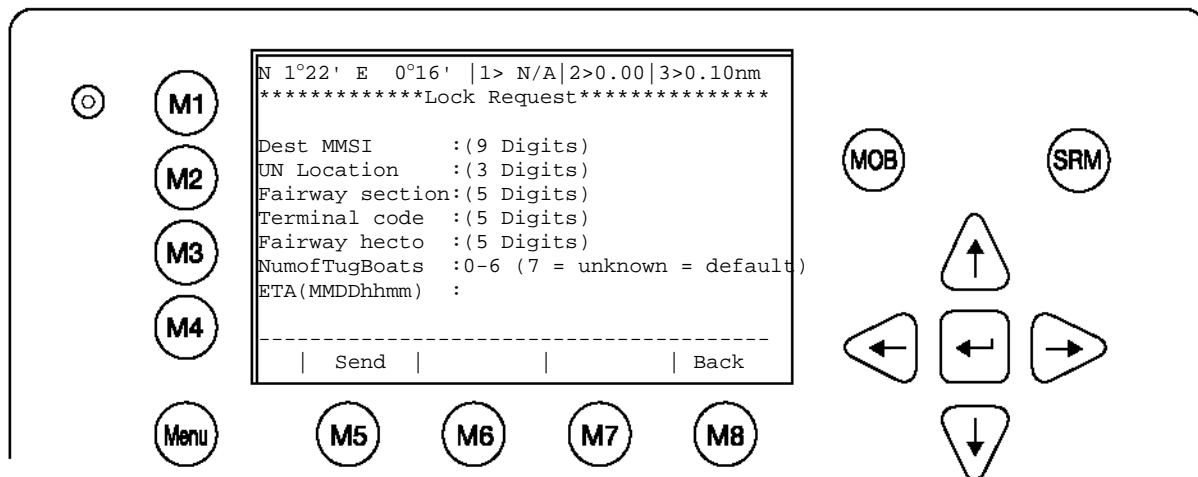 N 1°22' E 0°16' |1> N/A|2>0.00|3>0.10nm
*************Lock Request***************
Dest MMSI :(9 Digits)
UN Location :(3 Digits)
Fairway section:(5 Digits)
Terminal code :(5 Digits)
Fairway hecto :(5 Digits)
NumofTugBoats :0-6 (7 = unknown = default)
ETA(MMDDhhmm) :
----------------------------------------
| Send | | | Back
M1
M2
M3
M4
Menu
M5
M6
M7
M8
MOB
SRM